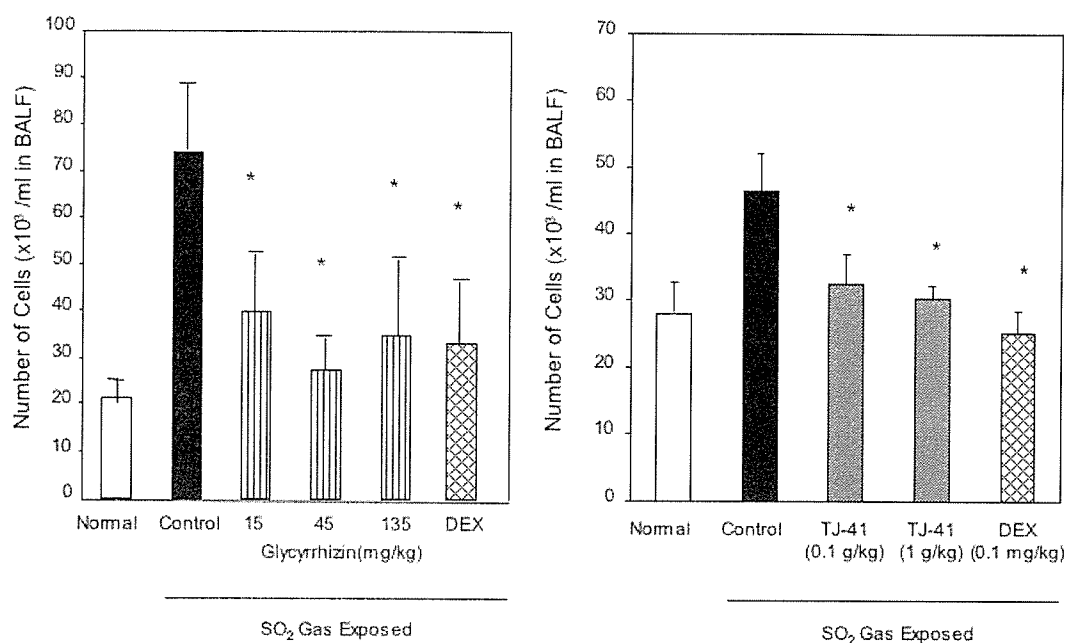 Number of Cells (x10³ /ml in BALF)
100
90
80
70
60
50
40
30
20
10
0
* * * *
Normal Control 15 45 135 DEX
Glycyrrhizin(mg/kg)
SO₂ Gas Exposed
Number of Cells (x10³ /ml in BALF)
70
60
50
40
30
20
10
0
* * *
Normal Control TJ-41 TJ-41 DEX
(0.1 g/kg) (1 g/kg) (0.1 mg/kg)
SO₂ Gas Exposed